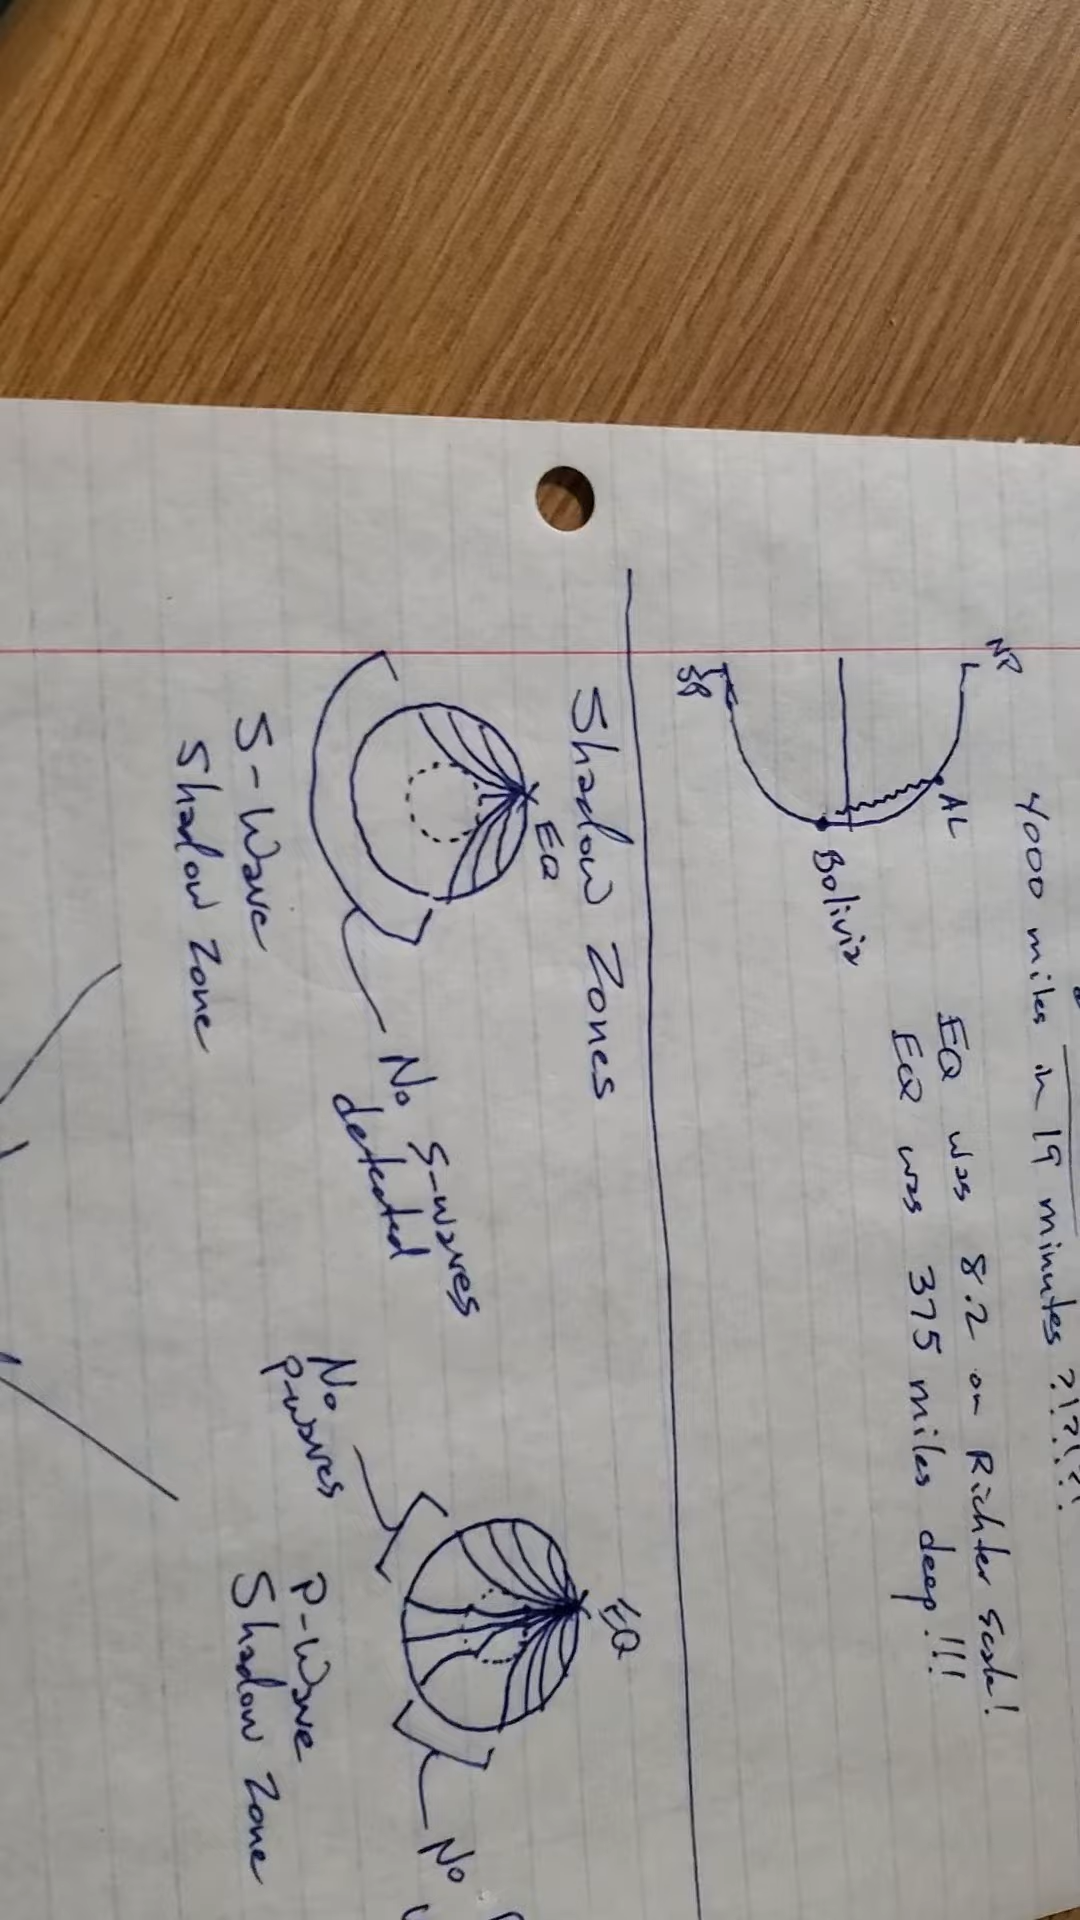 4000 miles in 19 minutes ?!?!?!
NP
AL
EQ was 8.2 on Richter Scale!
EQ was 375 miles deep!!!
Bolivia
SP
Shadow Zones
EQ
EQ
No S-waves
detected
No
P-waves
No
S-Wave
Shadow Zone
P-Wave
Shadow Zone